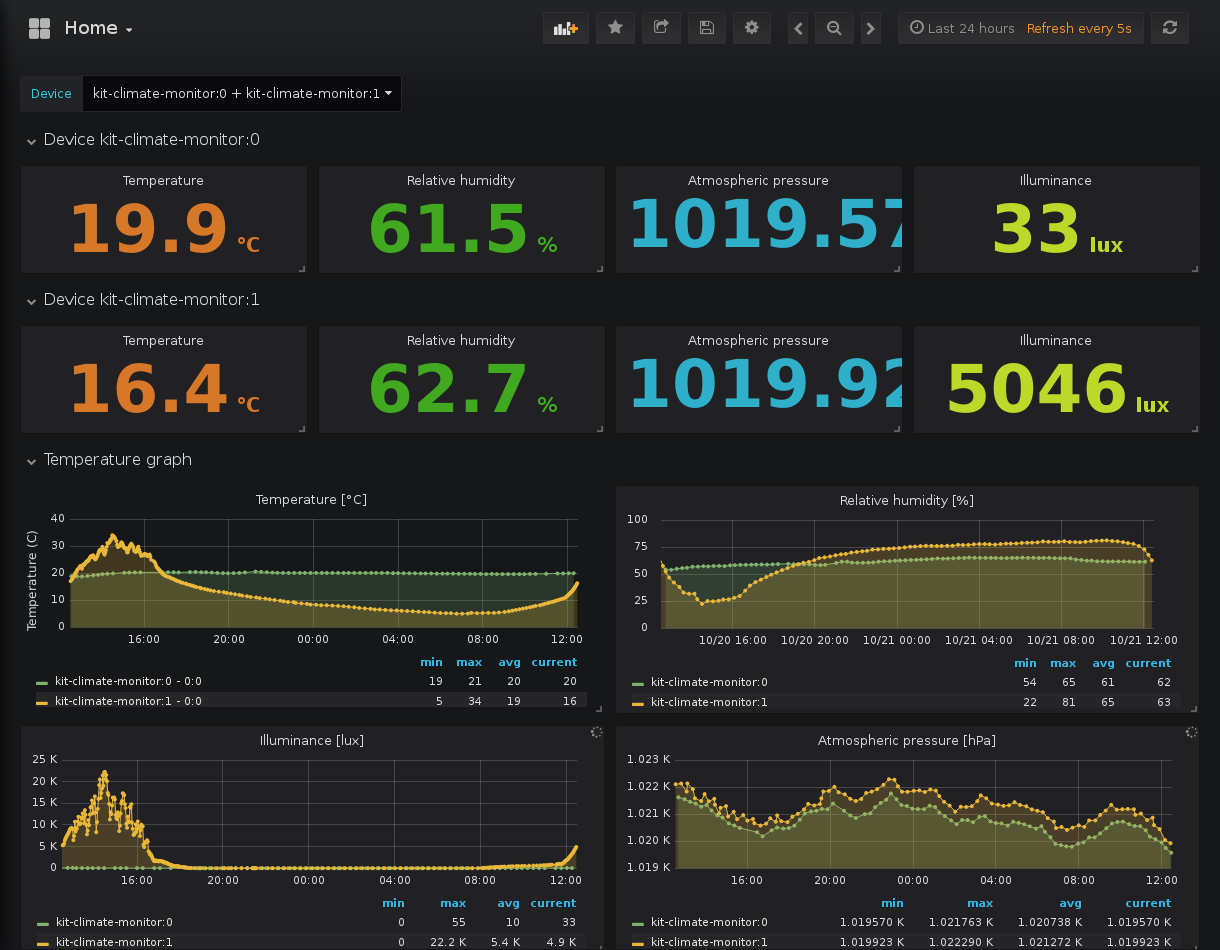 Home
Last 24 hours Refresh every 5s
Device kit-climate-monitor:0 + kit-climate-monitor:1
Device kit-climate-monitor:0
Temperature Relative humidity Atmospheric pressure Illuminance
19.9 °C 61.5 % 1019.57 33 lux
Device kit-climate-monitor:1
Temperature Relative humidity Atmospheric pressure Illuminance
16.4 °C 62.7 % 1019.92 5046 lux
Temperature graph
Temperature [°C]
Temperature (C)
40
30
20
10
0
16:00 20:00 00:00 04:00 08:00 12:00
min max avg current
kit-climate-monitor:0 - 0:0 19 21 20 20
kit-climate-monitor:1 - 0:0 5 34 19 16
Relative humidity [%]
100
75
50
25
0
10/20 16:00 10/20 20:00 10/21 00:00 10/21 04:00 10/21 08:00 10/21 12:00
min max avg current
kit-climate-monitor:0 54 65 61 62
kit-climate-monitor:1 22 81 65 63
Illuminance [lux]
25 K
20 K
15 K
10 K
5 K
0
16:00 20:00 00:00 04:00 08:00 12:00
min max avg current
kit-climate-monitor:0 0 55 10 33
kit-climate-monitor:1 0 22.2 K 5.4 K 4.9 K
Atmospheric pressure [hPa]
1.023 K
1.022 K
1.021 K
1.020 K
1.019 K
16:00 20:00 00:00 04:00 08:00 12:00
min max avg current
kit-climate-monitor:0 1.019570 K 1.021763 K 1.020738 K 1.019570 K
kit-climate-monitor:1 1.019923 K 1.022290 K 1.021272 K 1.019923 K